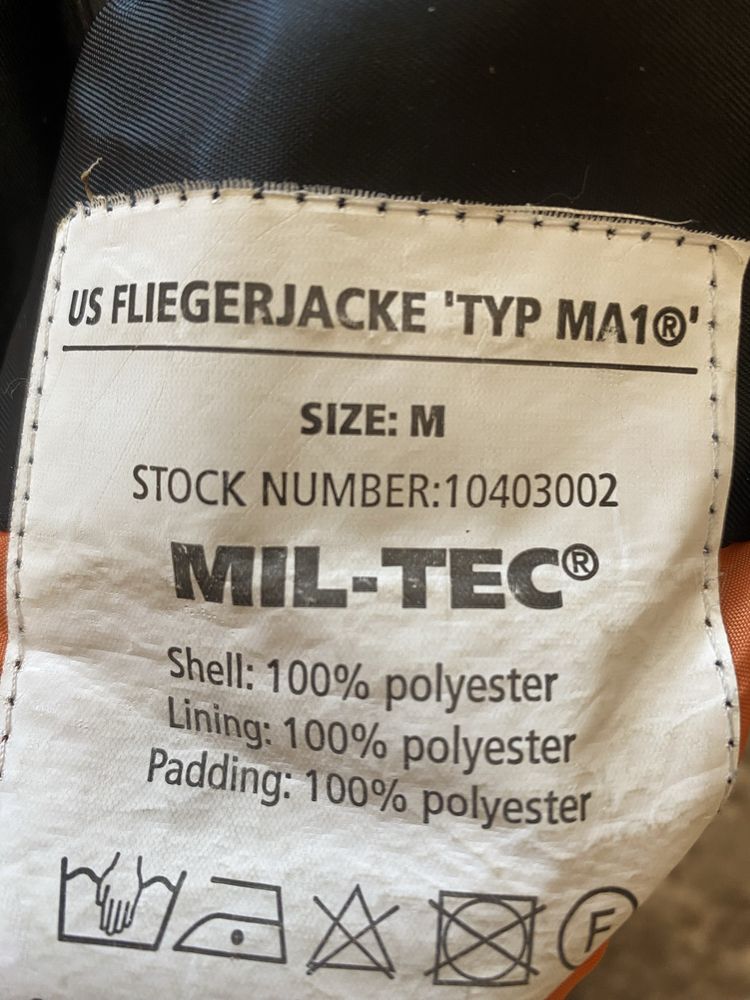 US FLIEGERJACKE 'TYP MA1®'
SIZE: M
STOCK NUMBER:10403002
MIL-TEC®
Shell: 100% polyester
Lining: 100% polyester
Padding: 100% polyester
F